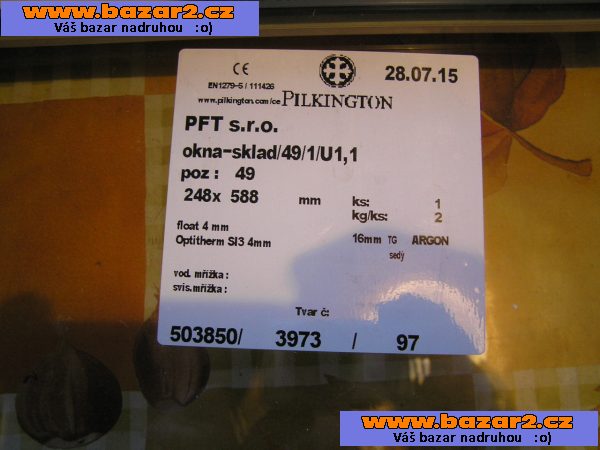 www.bazar2.cz
Váš bazar nadruhou :o)
CE
28.07.15
EN1279-5 / 111426
www.pilkington.com/ce PILKINGTON
PFT s.r.o.
okna-sklad/49/1/U1,1
poz : 49
248x 588 mm ks: 1
kg/ks: 2
float 4 mm
Optitherm SI3 4mm 16mm TG ARGON
sedý
vod. mřížka :
svis.mřížka :
Tvar č:
503850/ 3973 / 97
www.bazar2.cz
Váš bazar nadruhou :o)